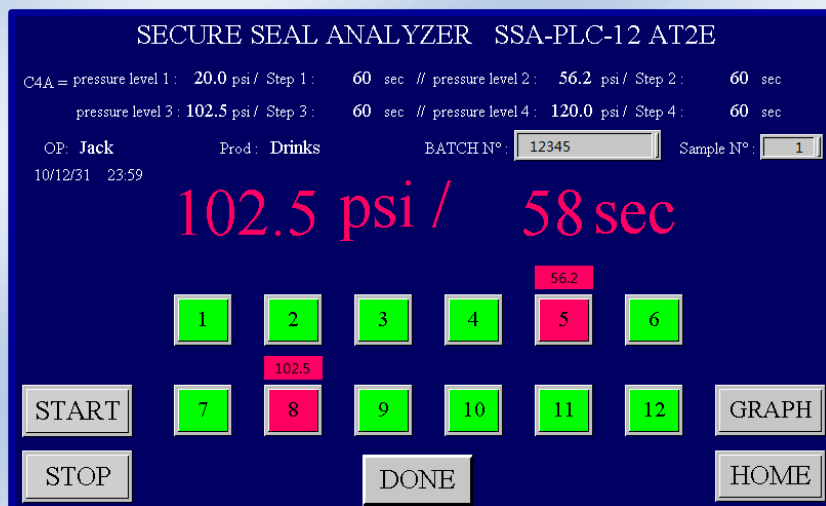 SECURE SEAL ANALYZER SSA-PLC-12 AT2E
C4A = pressure level 1 : 20.0 psi / Step 1 : 60 sec // pressure level 2 : 56.2 psi / Step 2 : 60 sec
pressure level 3 : 102.5 psi / Step 3 : 60 sec // pressure level 4 : 120.0 psi / Step 4 : 60 sec
OP: Jack Prod : Drinks BATCH Nº : 12345 Sample Nº : 1
10/12/31 23:59
102.5 psi / 58 sec
56.2
1 2 3 4 5 6
102.5
START 7 8 9 10 11 12 GRAPH
STOP DONE HOME